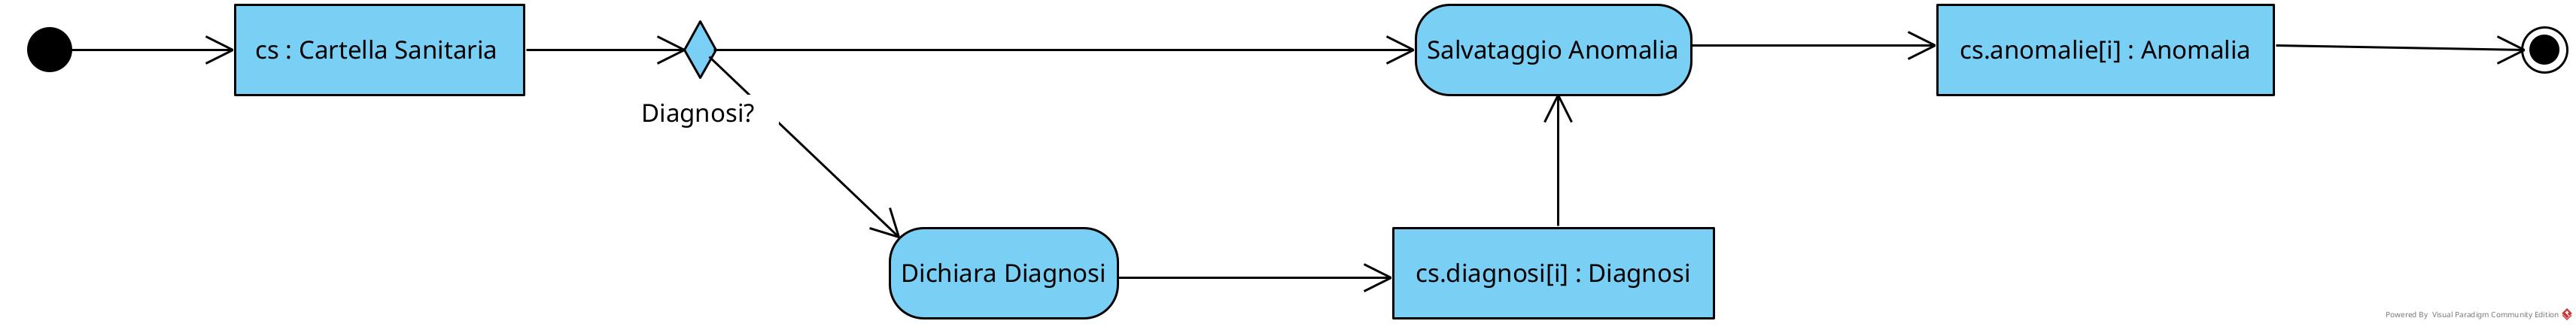 cs : Cartella Sanitaria
Salvataggio Anomalia
cs.anomalie[i] : Anomalia
Diagnosi?
Dichiara Diagnosi
cs.diagnosi[i] : Diagnosi
Powered By Visual Paradigm Community Edition